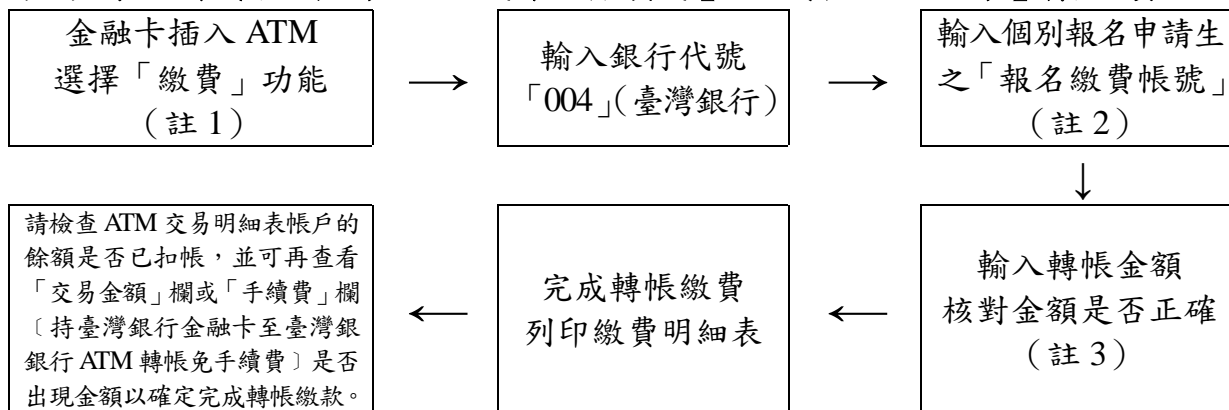 金融卡插入 ATM
選擇「繳費」功能
（註 1）
→
輸入銀行代號
「004」（臺灣銀行）
→
輸入個別報名申請生
之「報名繳費帳號」
（註 2）
↓
輸入轉帳金額
核對金額是否正確
（註 3）
←
完成轉帳繳費
列印繳費明細表
←
請檢查 ATM 交易明細表帳戶的
餘額是否已扣帳，並可再查看
「交易金額」欄或「手續費」欄
〔持臺灣銀行金融卡至臺灣銀
銀行 ATM 轉帳免手續費〕是否
出現金額以確定完成轉帳繳款。